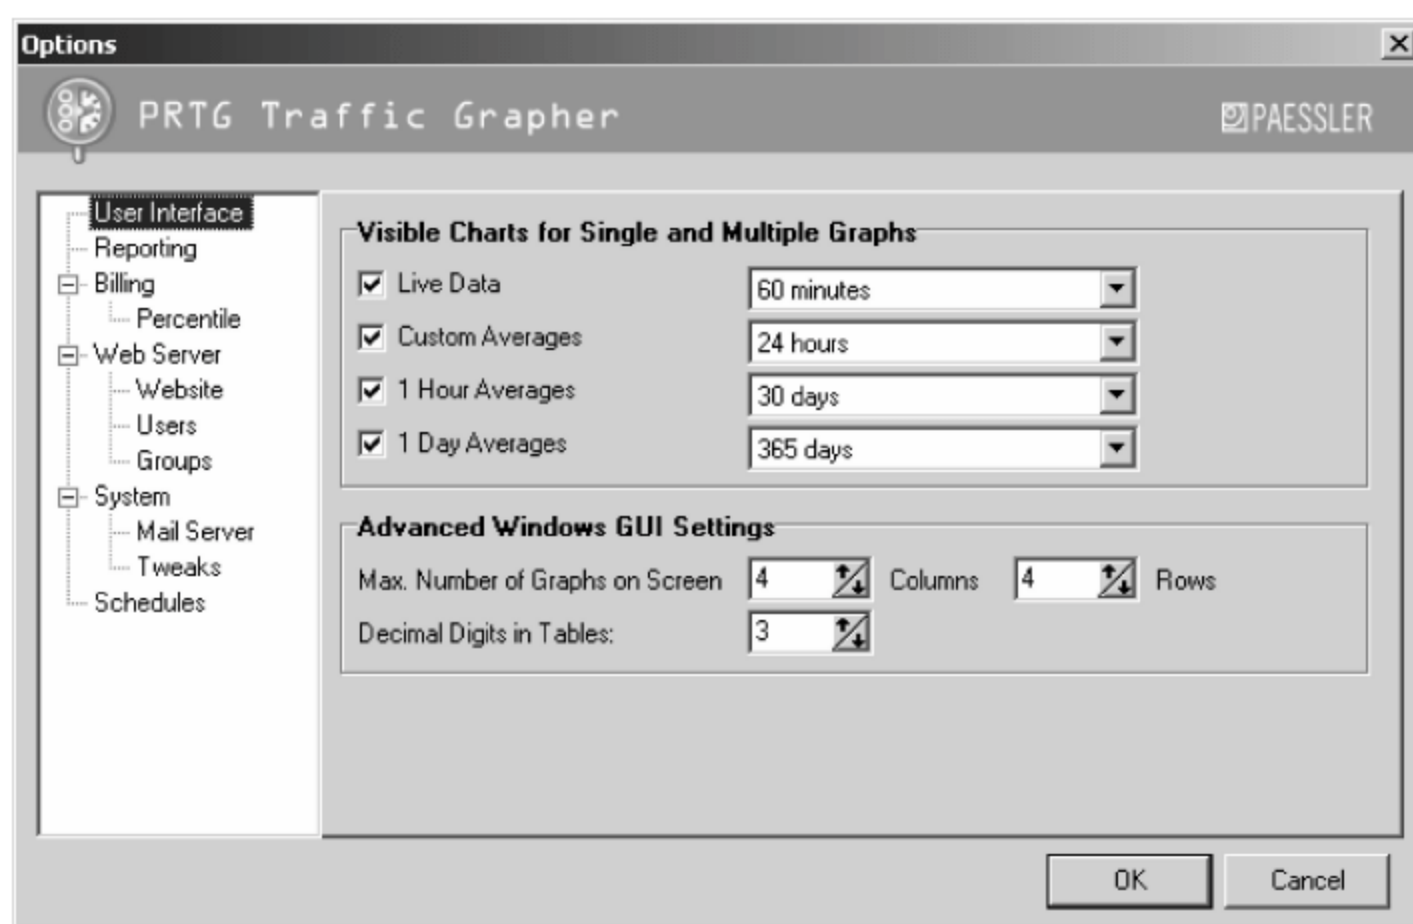 Options
PRTG Traffic Grapher
PAESSLER
User Interface
Reporting
Billing
Percentile
Web Server
Website
Users
Groups
System
Mail Server
Tweaks
Schedules
Visible Charts for Single and Multiple Graphs
Live Data 60 minutes
Custom Averages 24 hours
1 Hour Averages 30 days
1 Day Averages 365 days
Advanced Windows GUI Settings
Max. Number of Graphs on Screen 4 Columns 4 Rows
Decimal Digits in Tables: 3
OK Cancel